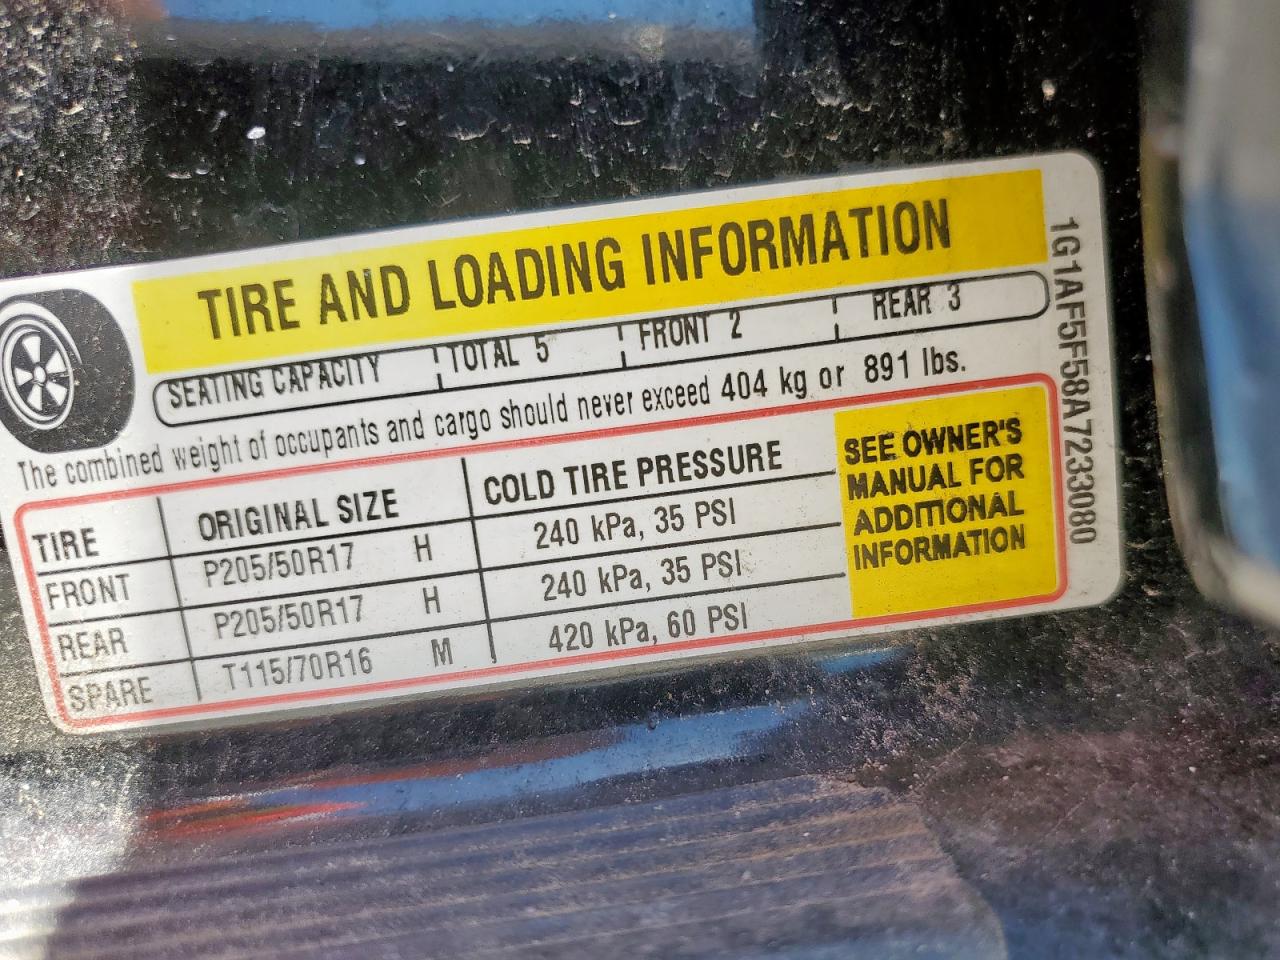 TIRE AND LOADING INFORMATION
SEATING CAPACITY TOTAL 5 FRONT 2 REAR 3
The combined weight of occupants and cargo should never exceed 404 kg or 891 lbs.
TIRE ORIGINAL SIZE COLD TIRE PRESSURE
FRONT P205/50R17 H 240 kPa, 35 PSI
REAR P205/50R17 H 240 kPa, 35 PSI
SPARE T115/70R16 M 420 kPa, 60 PSI
SEE OWNER'S
MANUAL FOR
ADDITIONAL
INFORMATION
1G1AF5F58A7233080